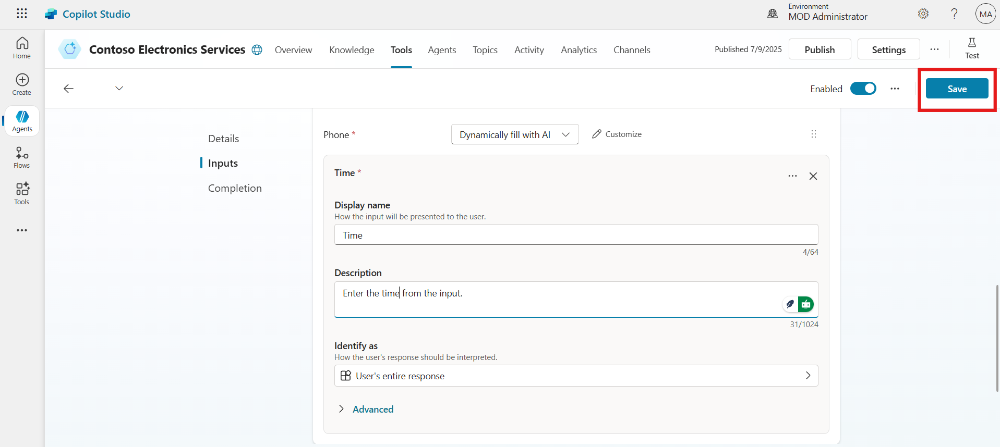 Copilot Studio
Environment
MOD Administrator
MA
Home
Create
Agents
Flows
Tools
Contoso Electronics Services
Overview
Knowledge
Tools
Agents
Topics
Activity
Analytics
Channels
Published 7/9/2025
Publish
Settings
Test
Enabled
Save
Details
Inputs
Completion
Phone *
Dynamically fill with AI
Customize
Time *
Display name
How the input will be presented to the user.
Time
4/64
Description
Enter the time from the input.
31/1024
Identify as
How the user's response should be interpreted.
User's entire response
Advanced